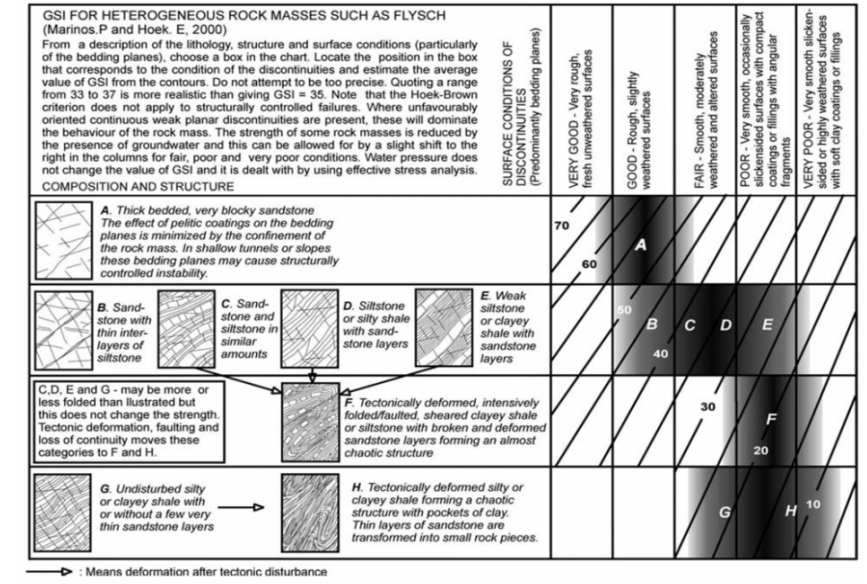 GSI FOR HETEROGENEOUS ROCK MASSES SUCH AS FLYSCH
(Marinos.P and Hoek. E, 2000)
From a description of the lithology, structure and surface conditions (particularly
of the bedding planes), choose a box in the chart. Locate the position in the box
that corresponds to the condition of the discontinuities and estimate the average
value of GSI from the contours. Do not attempt to be too precise. Quoting a range
from 33 to 37 is more realistic than giving GSI = 35. Note that the Hoek-Brown
criterion does not apply to structurally controlled failures. Where unfavourably
oriented continuous weak planar discontinuities are present, these will dominate
the behaviour of the rock mass. The strength of some rock masses is reduced by
the presence of groundwater and this can be allowed for by a slight shift to the
right in the columns for fair, poor and very poor conditions. Water pressure does
not change the value of GSI and it is dealt with by using effective stress analysis.
COMPOSITION AND STRUCTURE
SURFACE CONDITIONS OF
DISCONTINUITIES
(Predominantly bedding planes)
VERY GOOD - Very rough,
fresh unweathered surfaces
GOOD - Rough, slightly
weathered surfaces
FAIR - Smooth, moderately
weathered and altered surfaces
POOR - Very smooth, occasionally
slickensided surfaces with compact
coatings or fillings with angular
fragments
VERY POOR - Very smooth slicken-
sided or highly weathered surfaces
with soft clay coatings or fillings
A. Thick bedded, very blocky sandstone
The effect of pelitic coatings on the bedding
planes is minimized by the confinement of
the rock mass. In shallow tunnels or slopes
these bedding planes may cause structurally
controlled instability.
70
60
A
B. Sand-
stone with
thin inter-
layers of
siltstone
C. Sand-
stone and
siltstone in
similar
amounts
D. Siltstone
or silty shale
with sand-
stone layers
E. Weak
siltstone
or clayey
shale with
sandstone
layers
50
B
C
D
E
40
C,D, E and G - may be more or
less folded than llustrated but
this does not change the strength.
Tectonic deformation, faulting and
loss of continuity moves these
categories to F and H.
F. Tectonically deformed, intensively
folded/faulted, sheared clayey shale
or siltstone with broken and deformed
sandstone layers forming an almost
chaotic structure
30
F
20
G. Undisturbed silty
or clayey shale with
or without a few very
thin sandstone layers
H. Tectonically deformed silty or
clayey shale forming a chaotic
structure with pockets of clay.
Thin layers of sandstone are
transformed into small rock pieces.
G
H
10
: Means deformation after tectonic disturbance